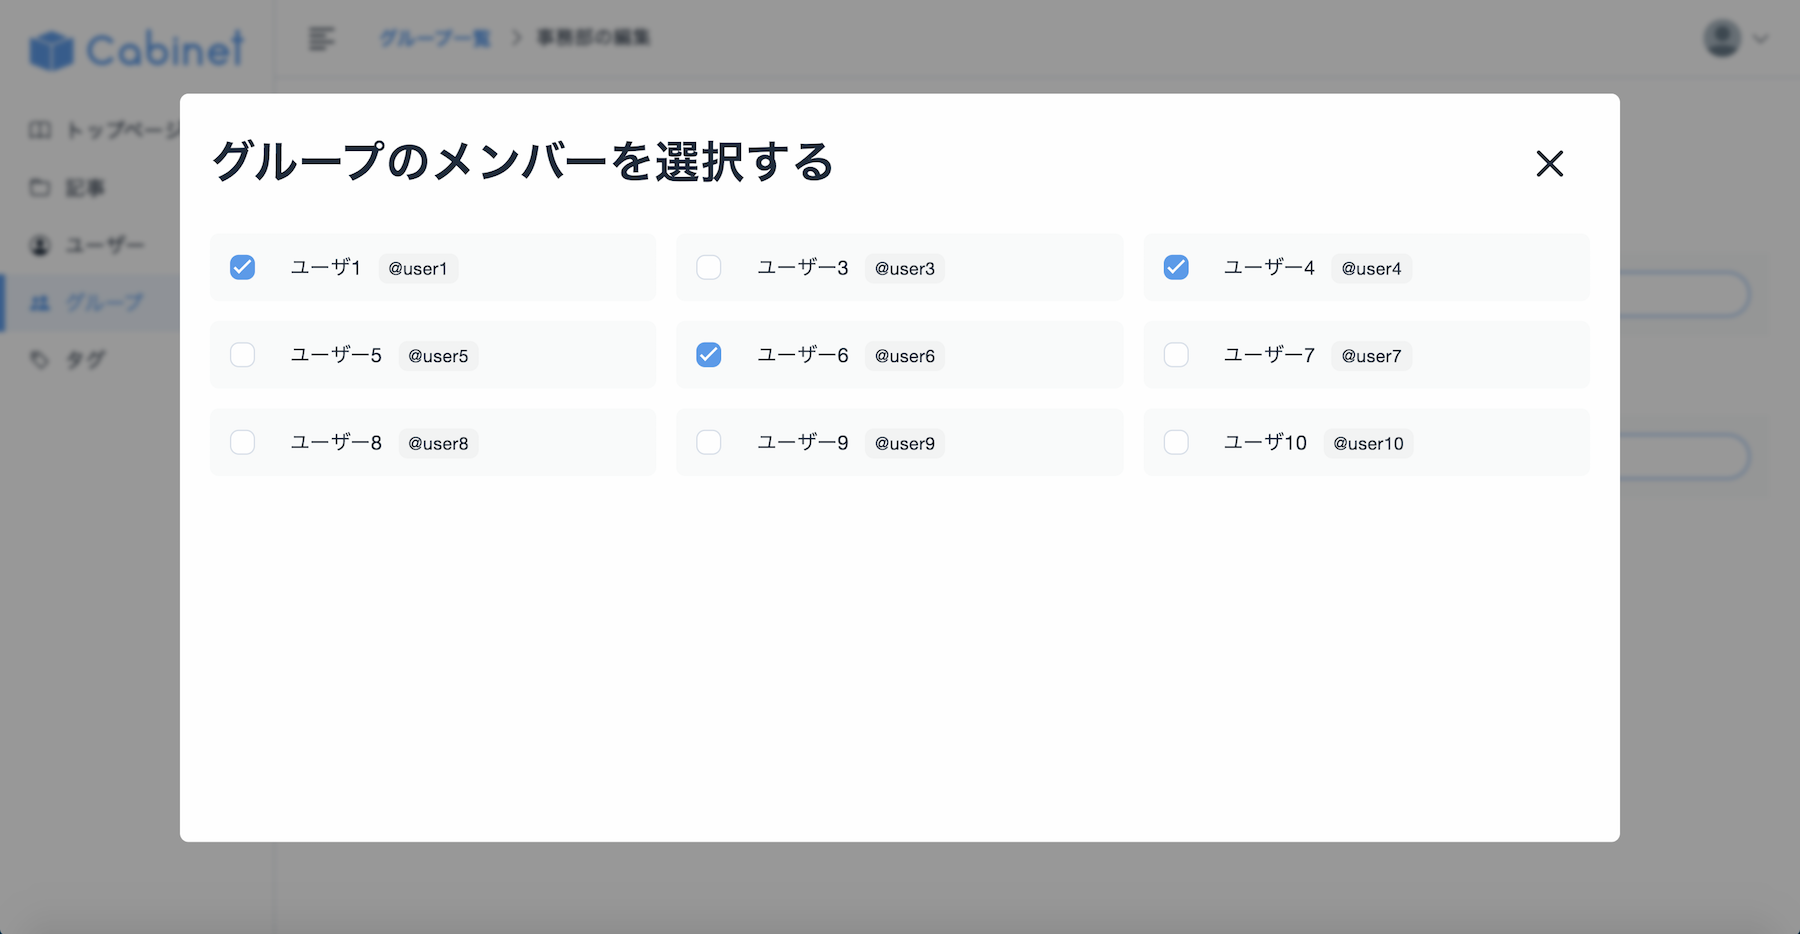 Cabinet
グループ一覧 > 事務部の編集
トップページ
記事
ユーザー
グループ
タグ
グループのメンバーを選択する
ユーザ1 @user1
ユーザー3 @user3
ユーザー4 @user4
ユーザー5 @user5
ユーザー6 @user6
ユーザー7 @user7
ユーザー8 @user8
ユーザー9 @user9
ユーザ10 @user10